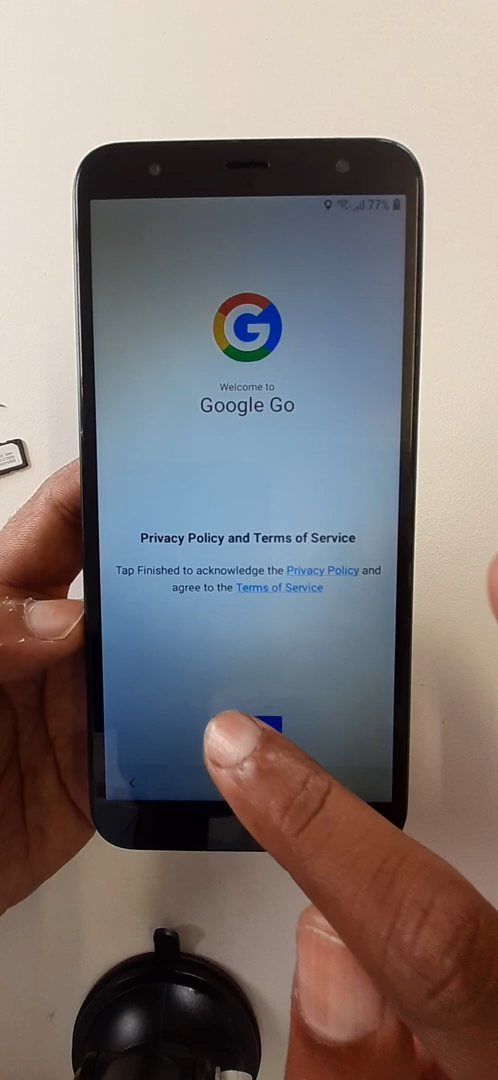 77%
Welcome to
Google Go
Privacy Policy and Terms of Service
Tap Finished to acknowledge the Privacy Policy and
agree to the Terms of Service